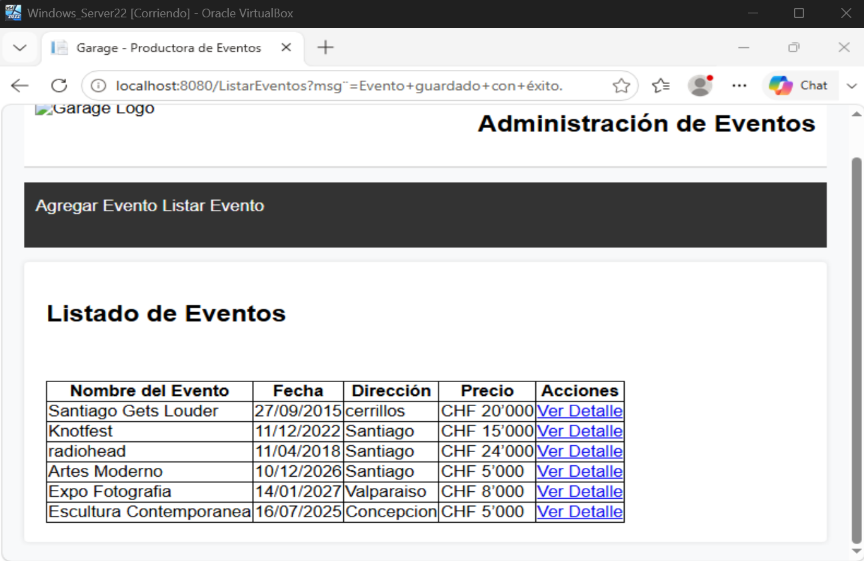 Windows_Server22 [Corriendo] - Oracle VirtualBox
Garage - Productora de Eventos
localhost:8080/ListarEventos?msg¨=Evento+guardado+con+éxito.
Chat
Garage Logo
Administración de Eventos
Agregar Evento Listar Evento
Listado de Eventos
Nombre del Evento Fecha Dirección Precio Acciones
Santiago Gets Louder 27/09/2015 cerrillos CHF 20’000 Ver Detalle
Knotfest 11/12/2022 Santiago CHF 15’000 Ver Detalle
radiohead 11/04/2018 Santiago CHF 24’000 Ver Detalle
Artes Moderno 10/12/2026 Santiago CHF 5’000 Ver Detalle
Expo Fotografia 14/01/2027 Valparaiso CHF 8’000 Ver Detalle
Escultura Contemporanea 16/07/2025 Concepcion CHF 5’000 Ver Detalle